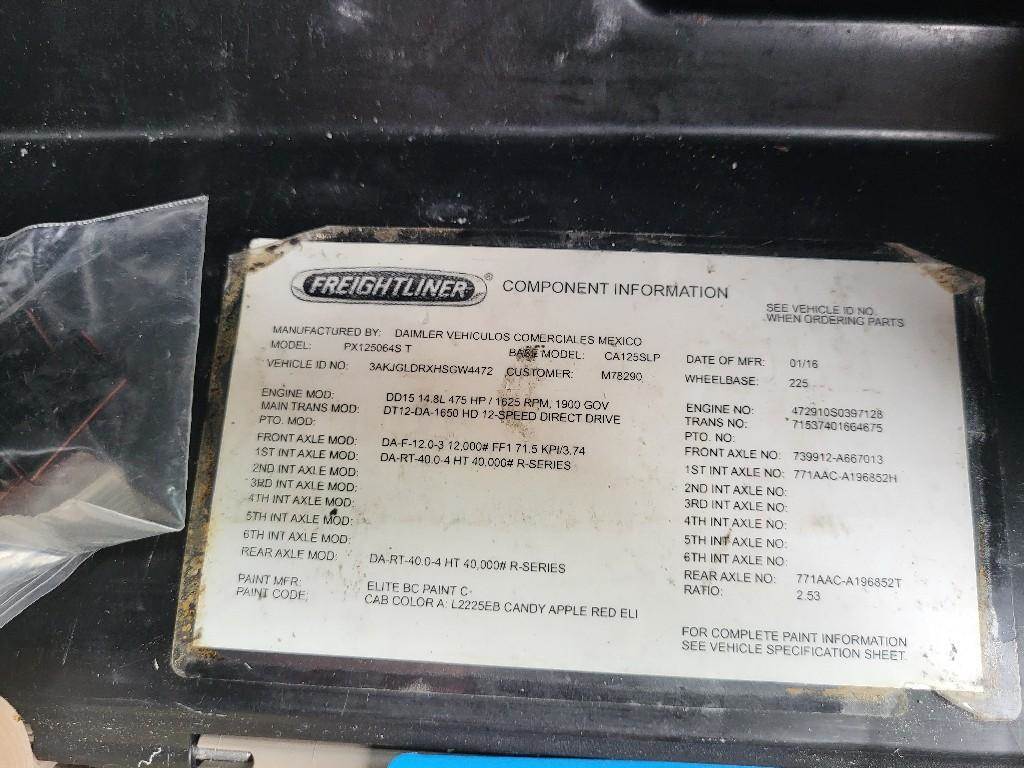 FREIGHTLINER ® COMPONENT INFORMATION
SEE VEHICLE ID NO.
WHEN ORDERING PARTS
MANUFACTURED BY: DAIMLER VEHICULOS COMERCIALES MEXICO
MODEL: PX125064S T BASE MODEL: CA125SLP DATE OF MFR: 01/16
VEHICLE ID NO: 3AKJGLDRXHSGW4472 CUSTOMER: M78290 WHEELBASE: 225
ENGINE MOD: DD15 14.8L 475 HP / 1625 RPM, 1900 GOV ENGINE NO: 472910S0397128
MAIN TRANS MOD: DT12-DA-1650 HD 12-SPEED DIRECT DRIVE TRANS NO: 71537401664675
PTO. MOD: PTO. NO:
FRONT AXLE MOD: DA-F-12.0-3 12,000# FF1 71.5 KPI/3.74 FRONT AXLE NO: 739912-A667013
1ST INT AXLE MOD: DA-RT-40.0-4 HT 40,000# R-SERIES 1ST INT AXLE NO: 771AAC-A196852H
2ND INT AXLE MOD: 2ND INT AXLE NO:
3RD INT AXLE MOD: 3RD INT AXLE NO:
4TH INT AXLE MOD: 4TH INT AXLE NO:
5TH INT AXLE MOD: 5TH INT AXLE NO:
6TH INT AXLE MOD: 6TH INT AXLE NO:
REAR AXLE MOD: DA-RT-40.0-4 HT 40,000# R-SERIES REAR AXLE NO: 771AAC-A196852T
RATIO: 2.53
PAINT MFR: ELITE BC PAINT C-
PAINT CODE: CAB COLOR A: L2225EB CANDY APPLE RED ELI
FOR COMPLETE PAINT INFORMATION
SEE VEHICLE SPECIFICATION SHEET.